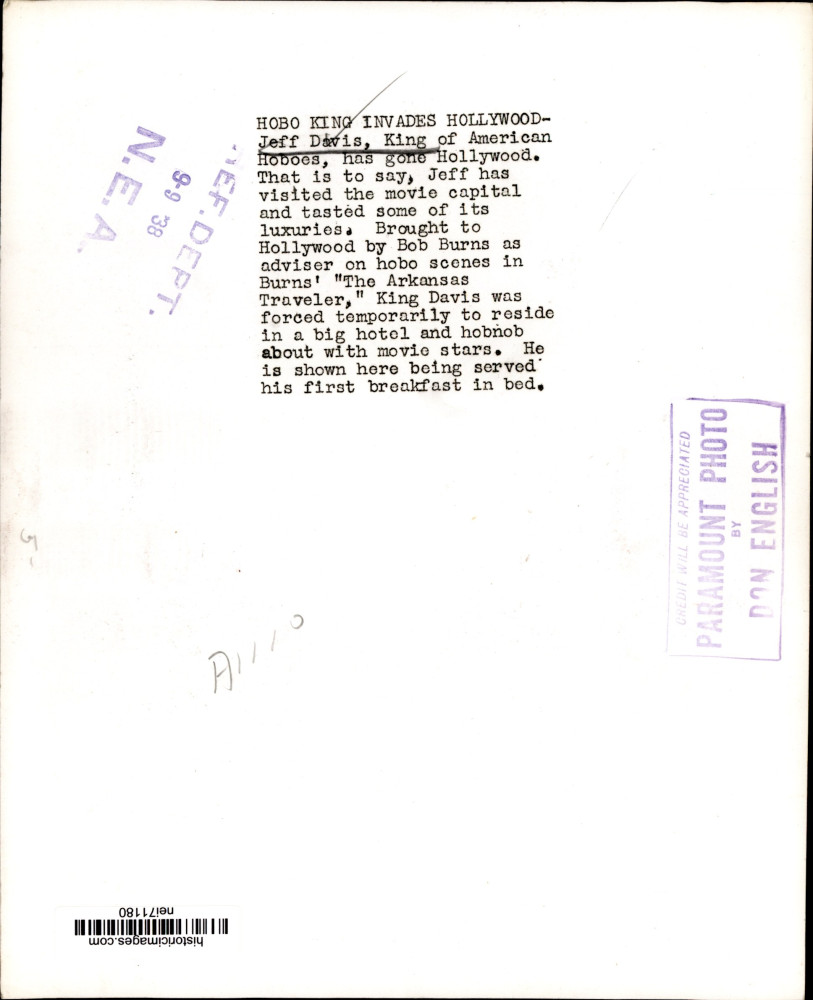 HOBO KING INVADES HOLLYWOOD-
Jeff Davis, King of American
Hoboes, has gone Hollywood.
That is to say, Jeff has
visited the movie capital
and tasted some of its
luxuries. Brought to
Hollywood by Bob Burns as
adviser on hobo scenes in
Burns' "The Arkansas
Traveler," King Davis was
forced temporarily to reside
in a big hotel and hobnob
about with movie stars. He
is shown here being served
his first breakfast in bed.
REF. DEPT.
9-9 38
N.E.A.
CREDIT WILL BE APPRECIATED
PARAMOUNT PHOTO
BY
DON ENGLISH
5-
historicimages.com
nei71180